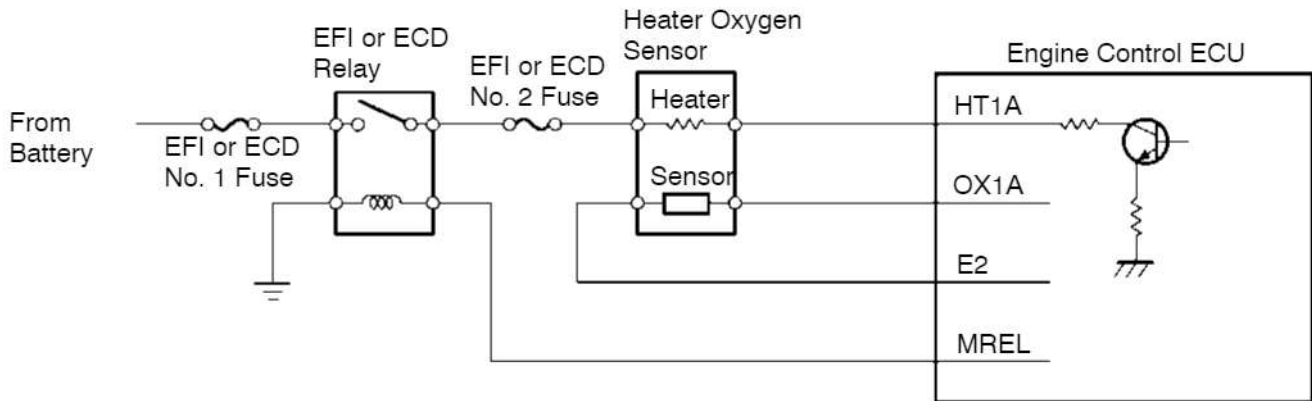 Heater Oxygen
Sensor
EFI or ECD
Relay
EFI or ECD
No. 2 Fuse
Engine Control ECU
From
Battery
EFI or ECD
No. 1 Fuse
Heater
Sensor
HT1A
OX1A
E2
MREL